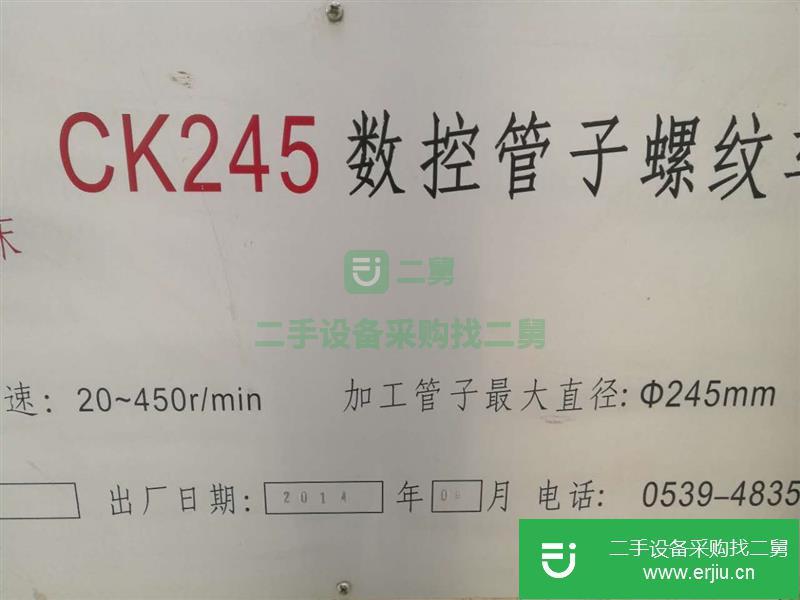 CK245 数控管子螺纹车
床
二舅
二手设备采购找二舅
速: 20~450r/min 加工管子最大直径: Φ245mm
出厂日期: 2014 年 月 电话: 0539-4835
二手设备采购找二舅
www.erjiu.cn